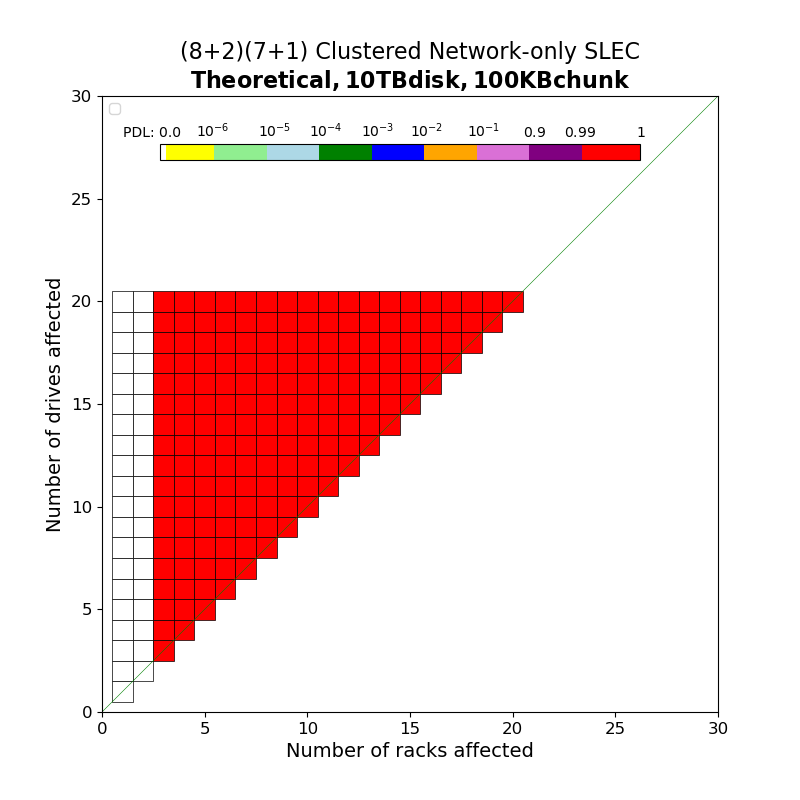 (8+2)(7+1) Clustered Network-only SLEC
Theoretical, 10TBdisk, 100KBchunk
PDL: 0.0 10⁻⁶ 10⁻⁵ 10⁻⁴ 10⁻³ 10⁻² 10⁻¹ 0.9 0.99 1
30
25
20
15
10
5
0
Number of drives affected
0 5 10 15 20 25 30
Number of racks affected